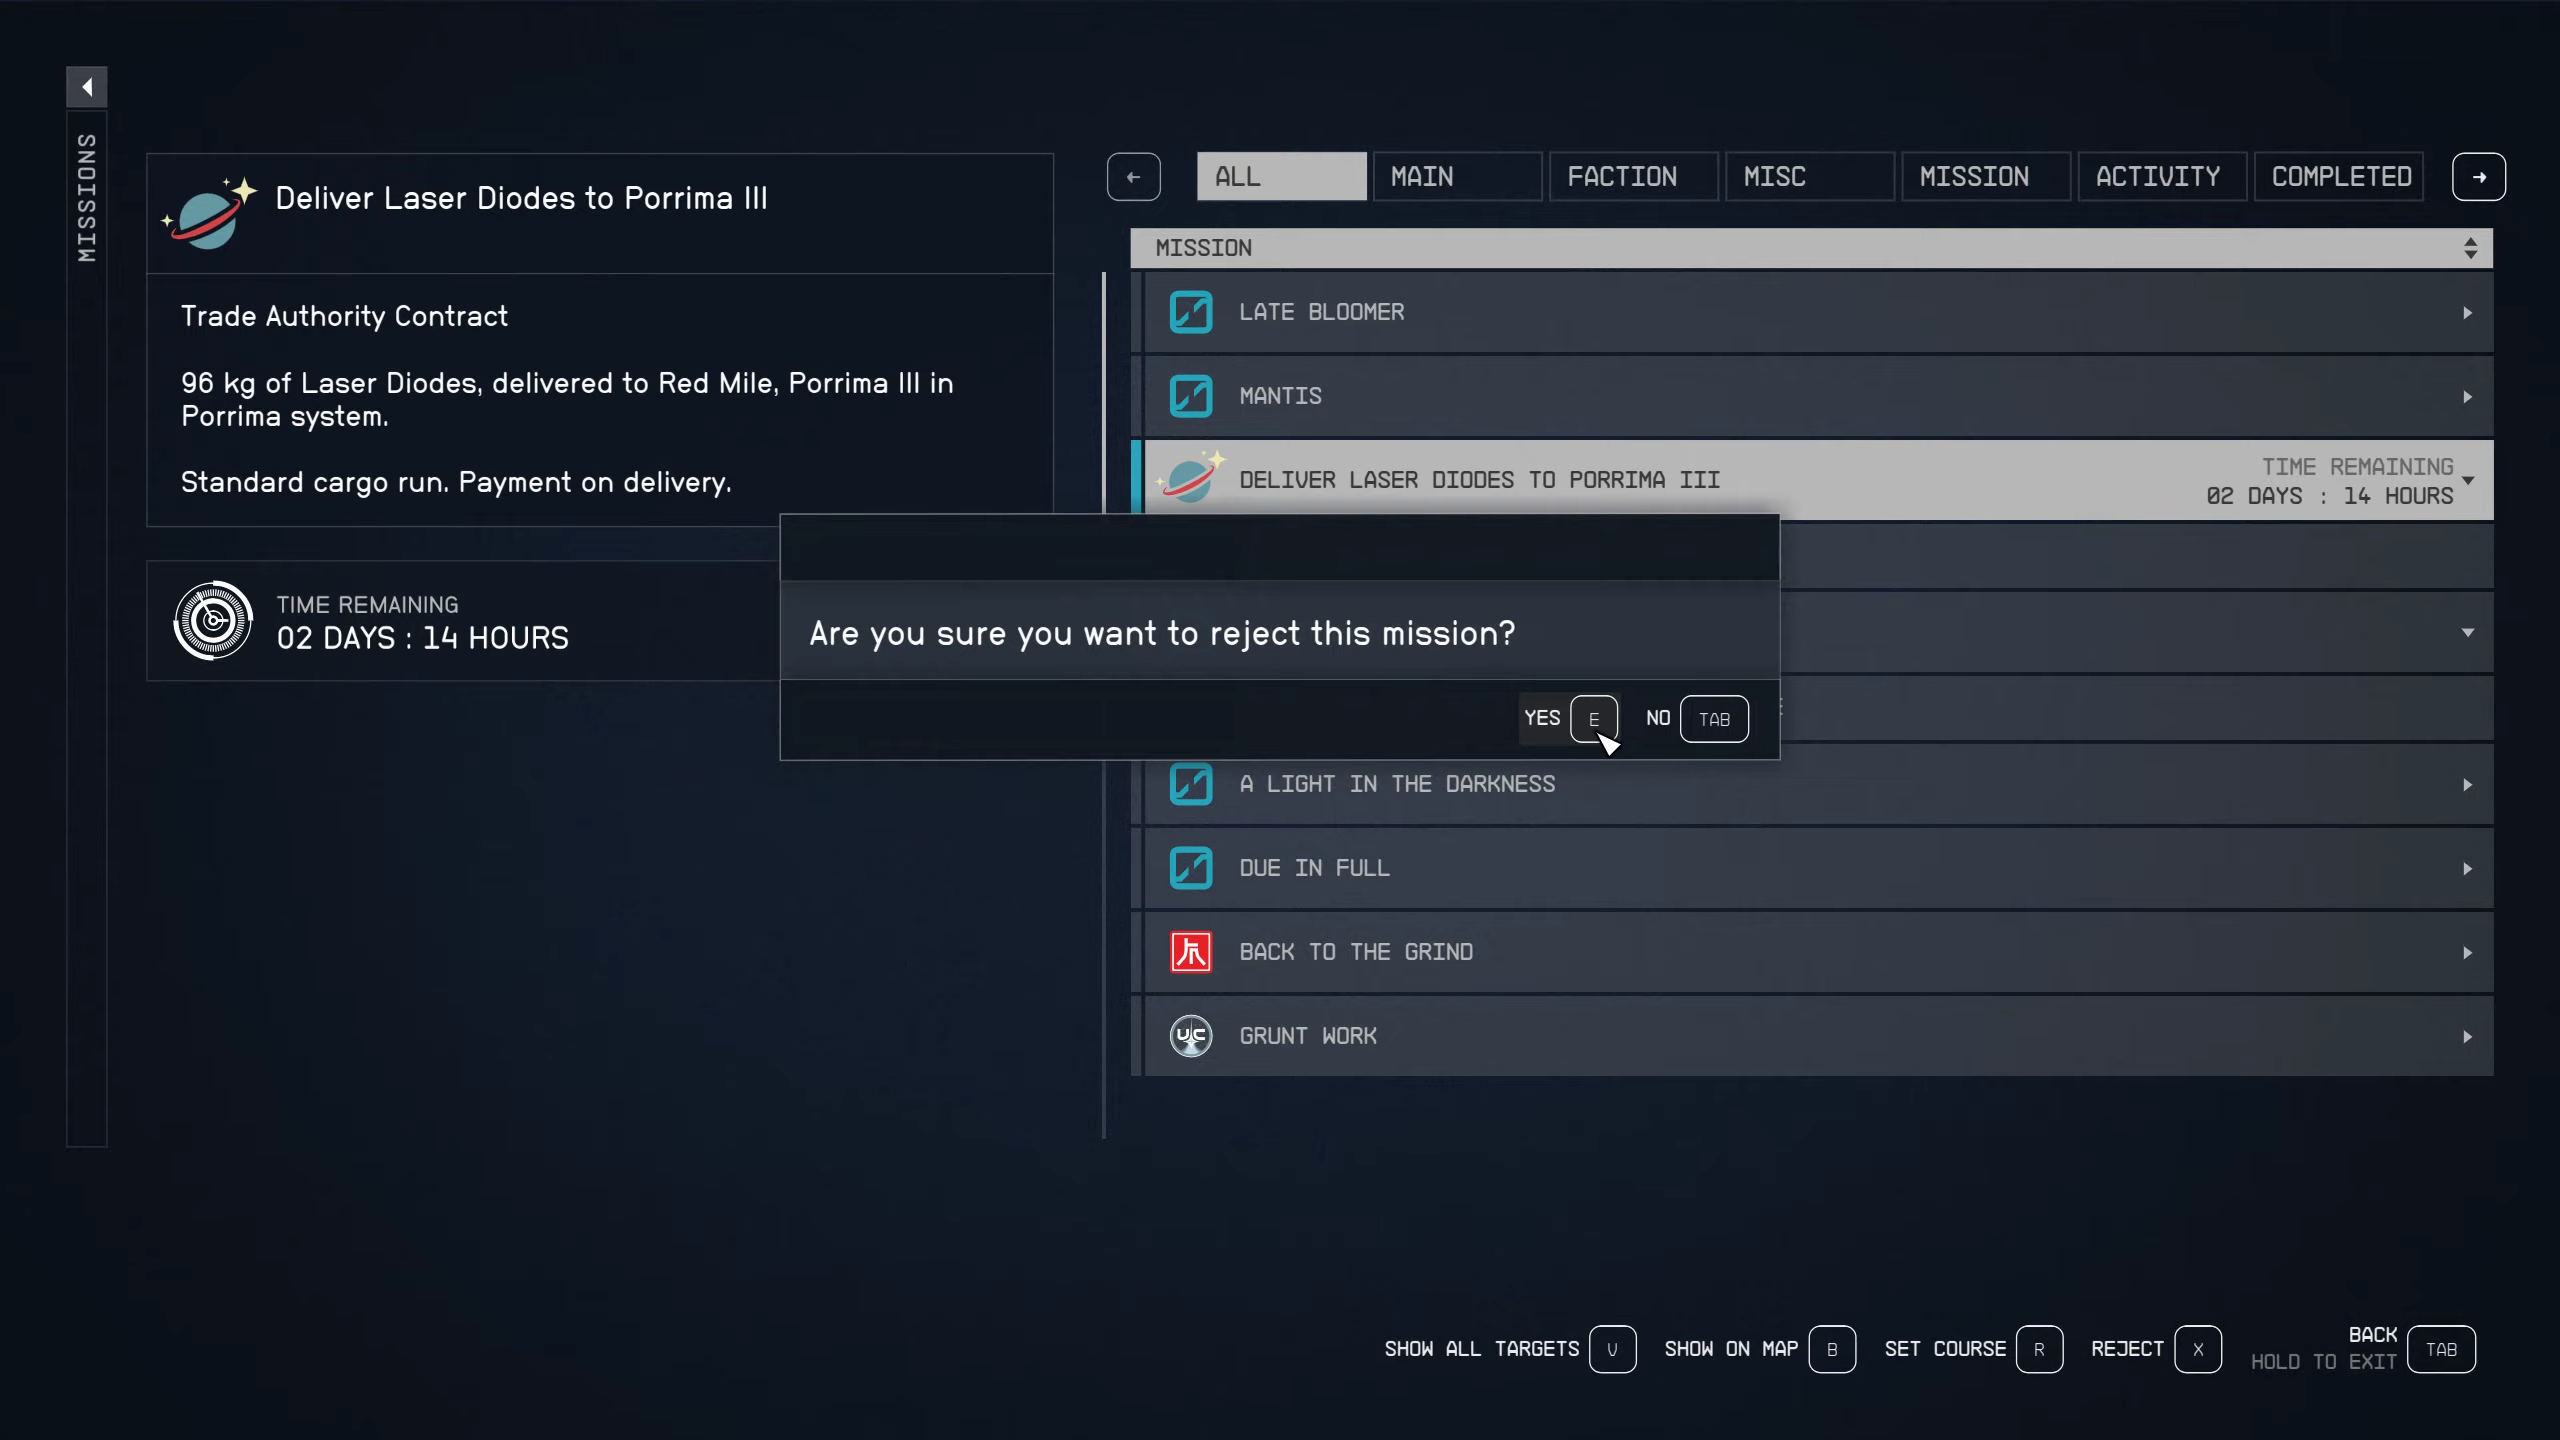 MISSIONS
Deliver Laser Diodes to Porrima III
Trade Authority Contract
96 kg of Laser Diodes, delivered to Red Mile, Porrima III in
Porrima system.
Standard cargo run. Payment on delivery.
TIME REMAINING
02 DAYS : 14 HOURS
ALL
MAIN
FACTION
MISC
MISSION
ACTIVITY
COMPLETED
MISSION
LATE BLOOMER
MANTIS
DELIVER LASER DIODES TO PORRIMA III
TIME REMAINING
02 DAYS : 14 HOURS
Are you sure you want to reject this mission?
YES E NO TAB
A LIGHT IN THE DARKNESS
DUE IN FULL
BACK TO THE GRIND
UC
GRUNT WORK
SHOW ALL TARGETS V SHOW ON MAP B SET COURSE R REJECT X BACK TAB
HOLD TO EXIT